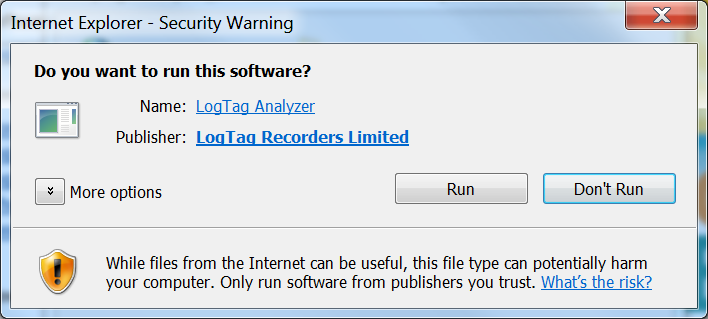 Internet Explorer - Security Warning
Do you want to run this software?
Name: LogTag Analyzer
Publisher: LogTag Recorders Limited
More options
Run
Don't Run
While files from the Internet can be useful, this file type can potentially harm
your computer. Only run software from publishers you trust. What's the risk?